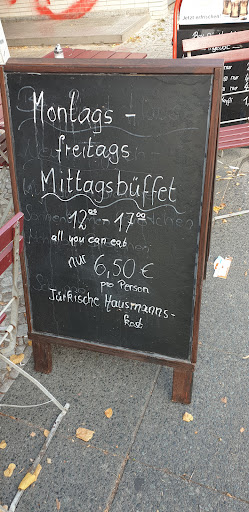 Montags -
freitags
Mittagsbüffet
12⁰⁰ - 17⁰⁰
all you can eat
nur 6,50 €
pro Person
Türkische Hausmanns-
kost